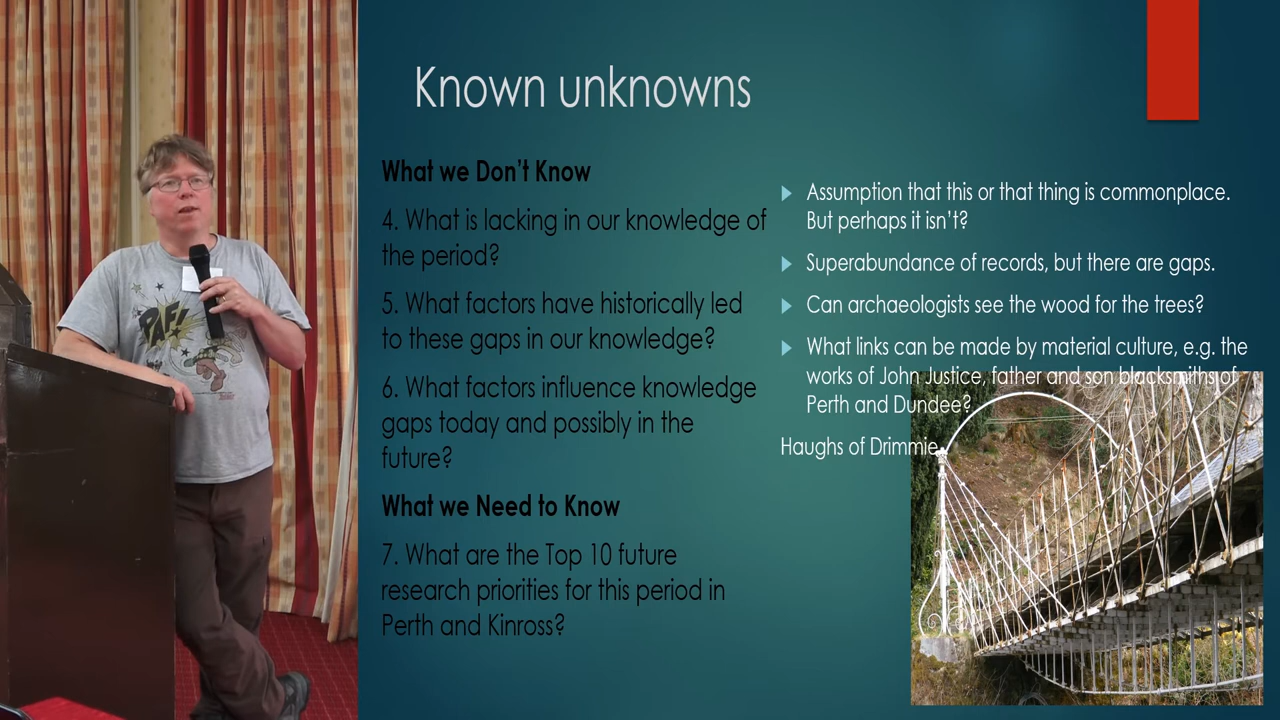 Known unknowns
What we Don't Know
4. What is lacking in our knowledge of
the period?
5. What factors have historically led
to these gaps in our knowledge?
6. What factors influence knowledge
gaps today and possibly in the
future?
What we Need to Know
7. What are the Top 10 future
research priorities for this period in
Perth and Kinross?
Assumption that this or that thing is commonplace.
But perhaps it isn't?
Superabundance of records, but there are gaps.
Can archaeologists see the wood for the trees?
What links can be made by material culture, e.g. the
works of John Justice, father and son blacksmiths of
Perth and Dundee?
Haughs of Drimmie
PAF!